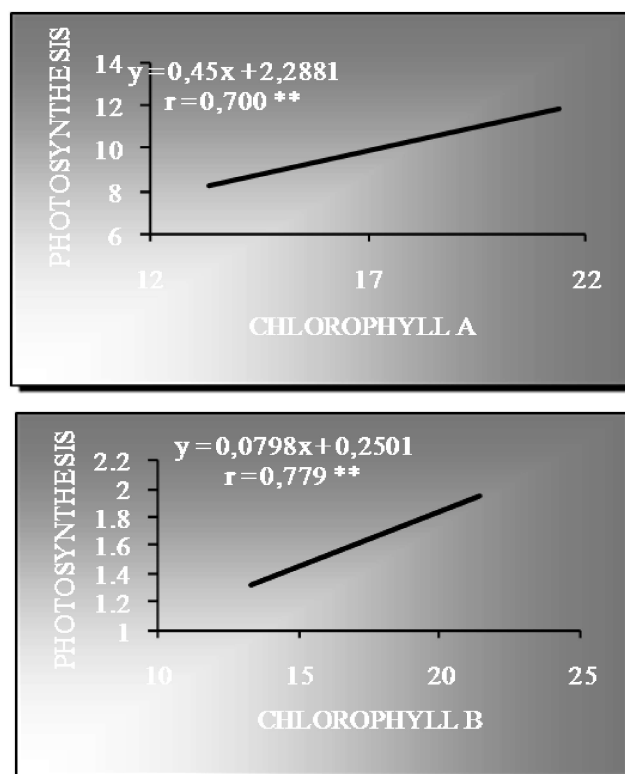 PHOTOSYNTHESIS
14
12
10
8
6
y = 0,45x + 2,2881
r = 0,700 **
12 17 22
CHLOROPHYLL A
PHOTOSYNTHESIS
2.2
2
1.8
1.6
1.4
1.2
1
y = 0,0798x + 0,2501
r = 0,779 **
10 15 20 25
CHLOROPHYLL B